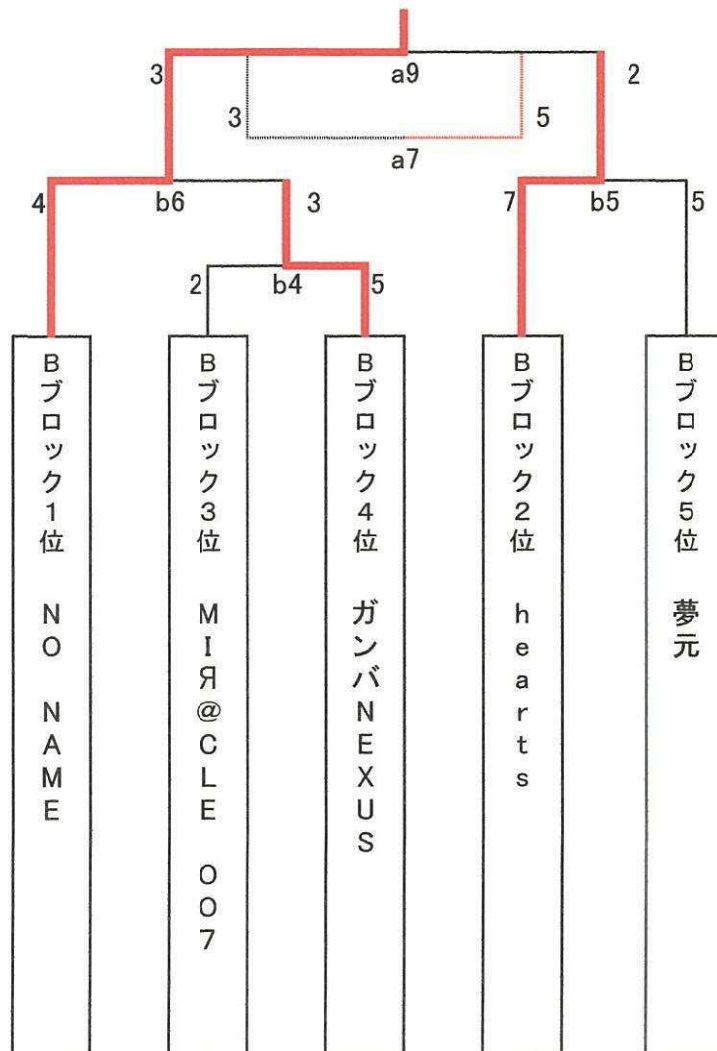 3
a9
2
3
5
a7
4
b6
3
7
b5
5
2
b4
5
Bブロック1位 NO NAME
Bブロック3位 MIЯ@CLE 007
Bブロック4位 ガンバNEXUS
Bブロック2位 hearts
Bブロック5位 夢元